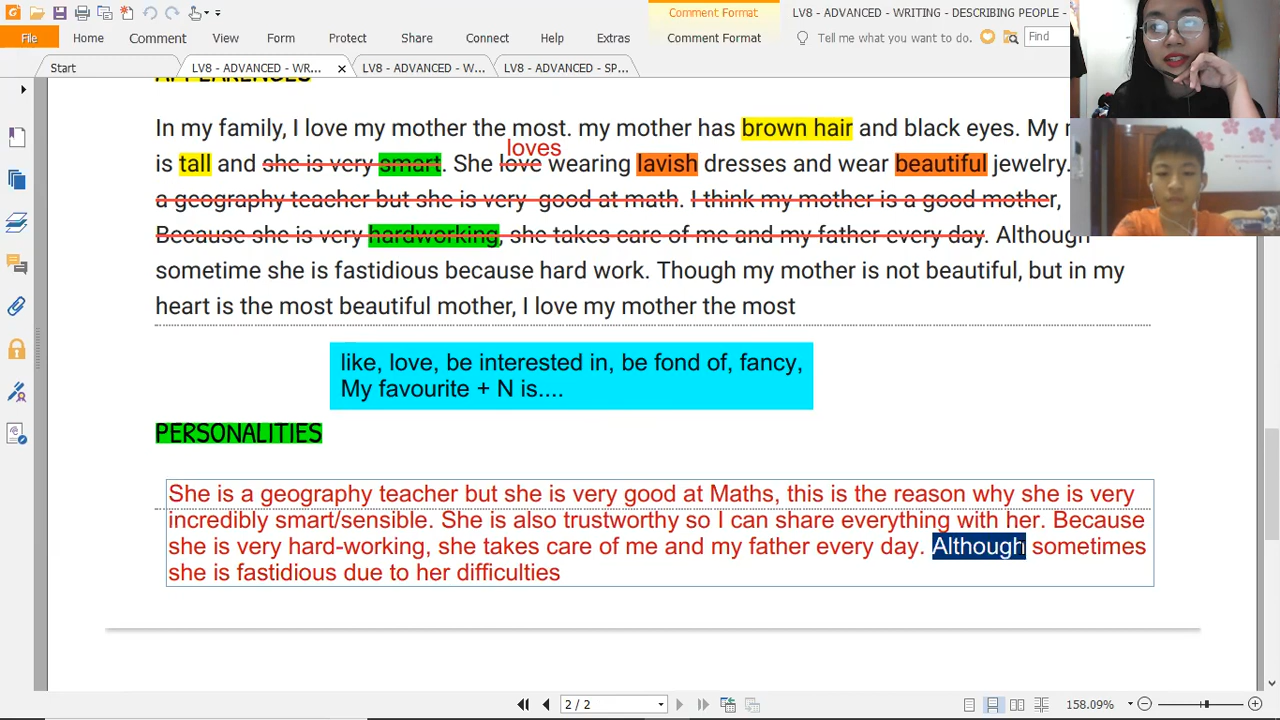 Comment Format
LV8 - ADVANCED - WRITING - DESCRIBING PEOPLE -
File Home Comment View Form Protect Share Connect Help Extras Comment Format Tell me what you want to do. Find
Start LV8 - ADVANCED - WR... LV8 - ADVANCED - W... LV8 - ADVANCED - SP...
APPEARENCES
In my family, I love my mother the most. my mother has brown hair and black eyes. My
loves
is tall and she is very smart. She love wearing lavish dresses and wear beautiful jewelry.
a geography teacher but she is very good at math. I think my mother is a good mother,
Because she is very hardworking, she takes care of me and my father every day. Although
sometime she is fastidious because hard work. Though my mother is not beautiful, but in my
heart is the most beautiful mother, I love my mother the most
like, love, be interested in, be fond of, fancy,
My favourite + N is....
PERSONALITIES
She is a geography teacher but she is very good at Maths, this is the reason why she is very
incredibly smart/sensible. She is also trustworthy so I can share everything with her. Because
she is very hard-working, she takes care of me and my father every day. Although sometimes
she is fastidious due to her difficulties
2 / 2
158.09%